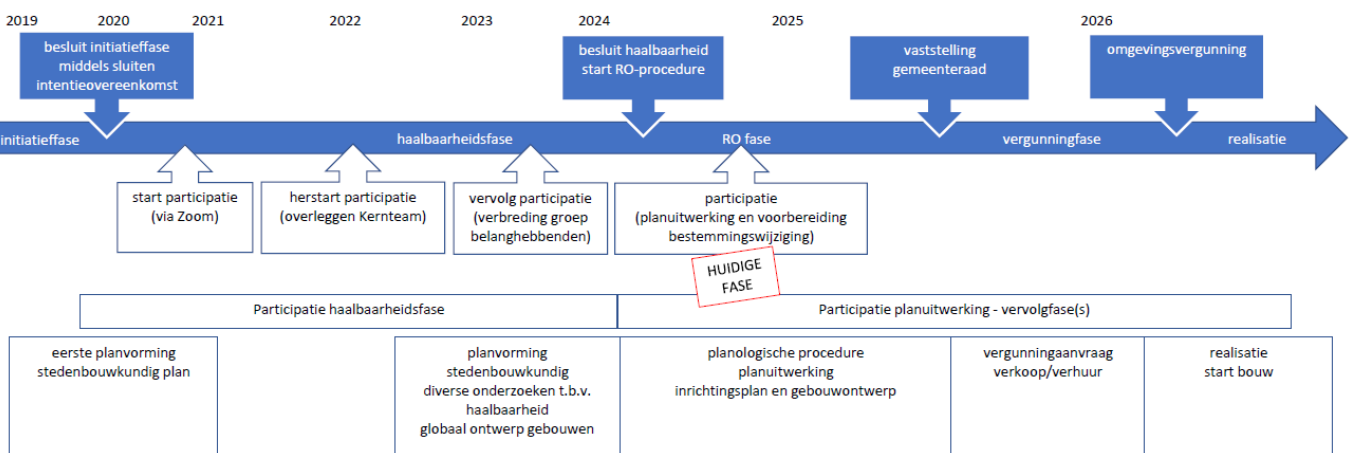 2019 2020 2021 2022 2023 2024 2025 2026
besluit initiatieffase
middels sluiten
intentieovereenkomst
besluit haalbaarheid
start RO-procedure
vaststelling
gemeenteraad
omgevingsvergunning
initiatieffase haalbaarheidsfase RO fase vergunningfase realisatie
start participatie
(via Zoom)
herstart participatie
(overleggen Kernteam)
vervolg participatie
(verbreding groep
belanghebbenden)
participatie
(planuitwerking en voorbereiding
bestemmingswijziging)
HUIDIGE
FASE
Participatie haalbaarheidsfase
Participatie planuitwerking - vervolgfase(s)
eerste planvorming
stedenbouwkundig plan
planvorming
stedenbouwkundig
diverse onderzoeken t.b.v.
haalbaarheid
globaal ontwerp gebouwen
planologische procedure
planuitwerking
inrichtingsplan en gebouwontwerp
vergunningaanvraag
verkoop/verhuur
realisatie
start bouw